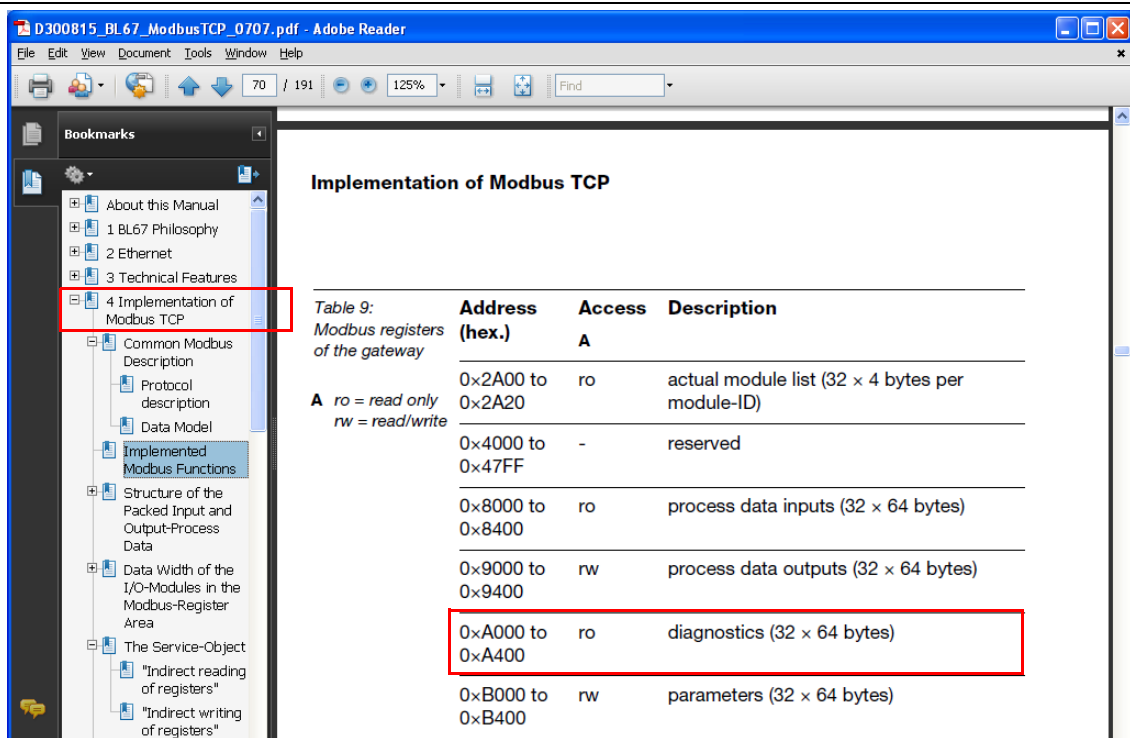 D300815_BL67_ModbusTCP_0707.pdf - Adobe Reader
File Edit View Document Tools Window Help
70 / 191 125% Find
Bookmarks
About this Manual
1 BL67 Philosophy
2 Ethernet
3 Technical Features
4 Implementation of
Modbus TCP
Common Modbus
Description
Protocol
description
Data Model
Implemented
Modbus Functions
Structure of the
Packed Input and
Output-Process
Data
Data Width of the
I/O-Modules in the
Modbus-Register
Area
The Service-Object
"Indirect reading
of registers"
"Indirect writing
of registers"
Implementation of Modbus TCP
Table 9:
Modbus registers
of the gateway
A ro = read only
rw = read/write
Address Access Description
(hex.) A
0×2A00 to ro actual module list (32 × 4 bytes per
0×2A20 module-ID)
0×4000 to - reserved
0×47FF
0×8000 to ro process data inputs (32 × 64 bytes)
0×8400
0×9000 to rw process data outputs (32 × 64 bytes)
0×9400
0×A000 to ro diagnostics (32 × 64 bytes)
0×A400
0×B000 to rw parameters (32 × 64 bytes)
0×B400